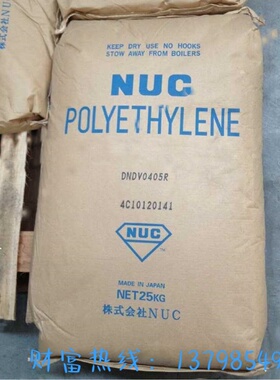 KEEP DRY USE NO HOOKS
STOW AWAY FROM BOILERS
NUC
POLYETHYLENE
DNDV0405R
4C10120141
NUC
MADE IN JAPAN
NET25KG
株式会社NUC
财富热线：13798549